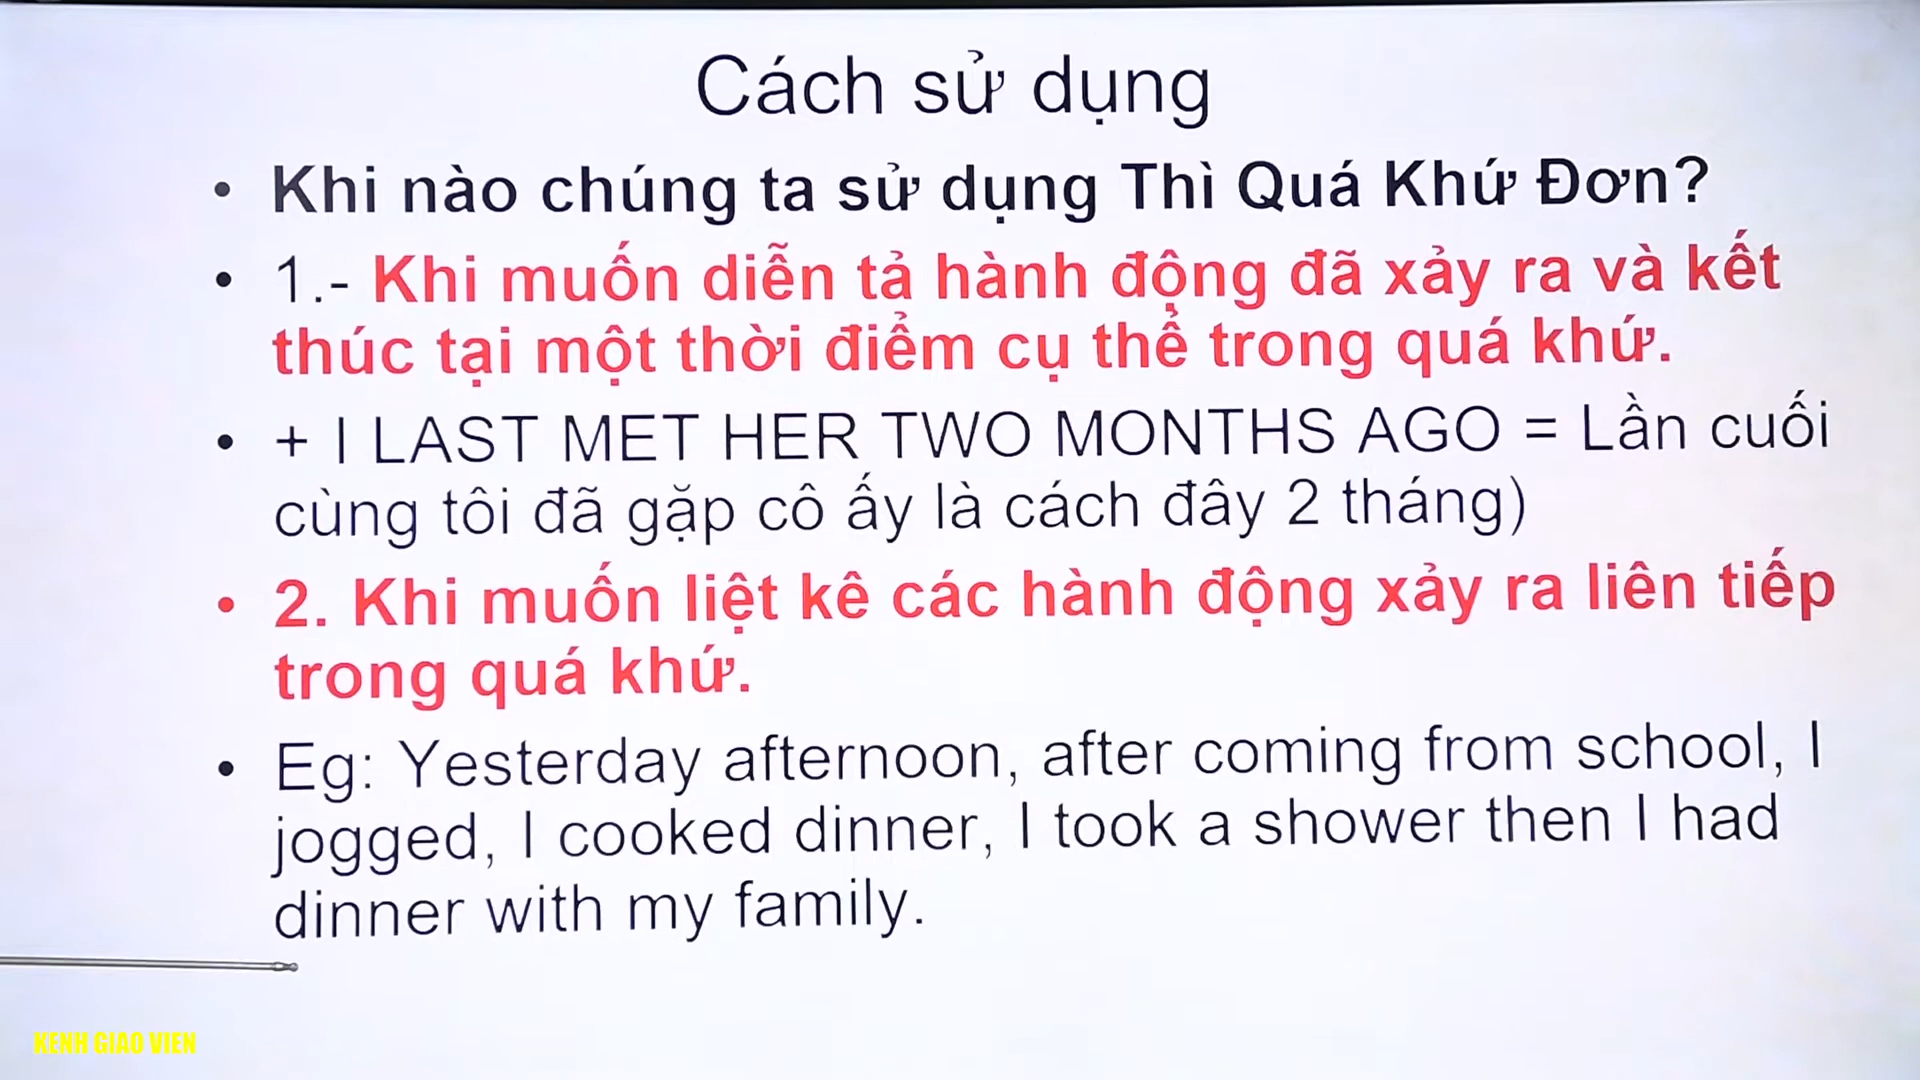 Cách sử dụng
• Khi nào chúng ta sử dụng Thì Quá Khứ Đơn?
• 1.- Khi muốn diễn tả hành động đã xảy ra và kết
thúc tại một thời điểm cụ thể trong quá khứ.
• + I LAST MET HER TWO MONTHS AGO = Lần cuối
cùng tôi đã gặp cô ấy là cách đây 2 tháng)
• 2. Khi muốn liệt kê các hành động xảy ra liên tiếp
trong quá khứ.
• Eg: Yesterday afternoon, after coming from school, I
jogged, I cooked dinner, I took a shower then I had
dinner with my family.
KENH GIAO VIEN